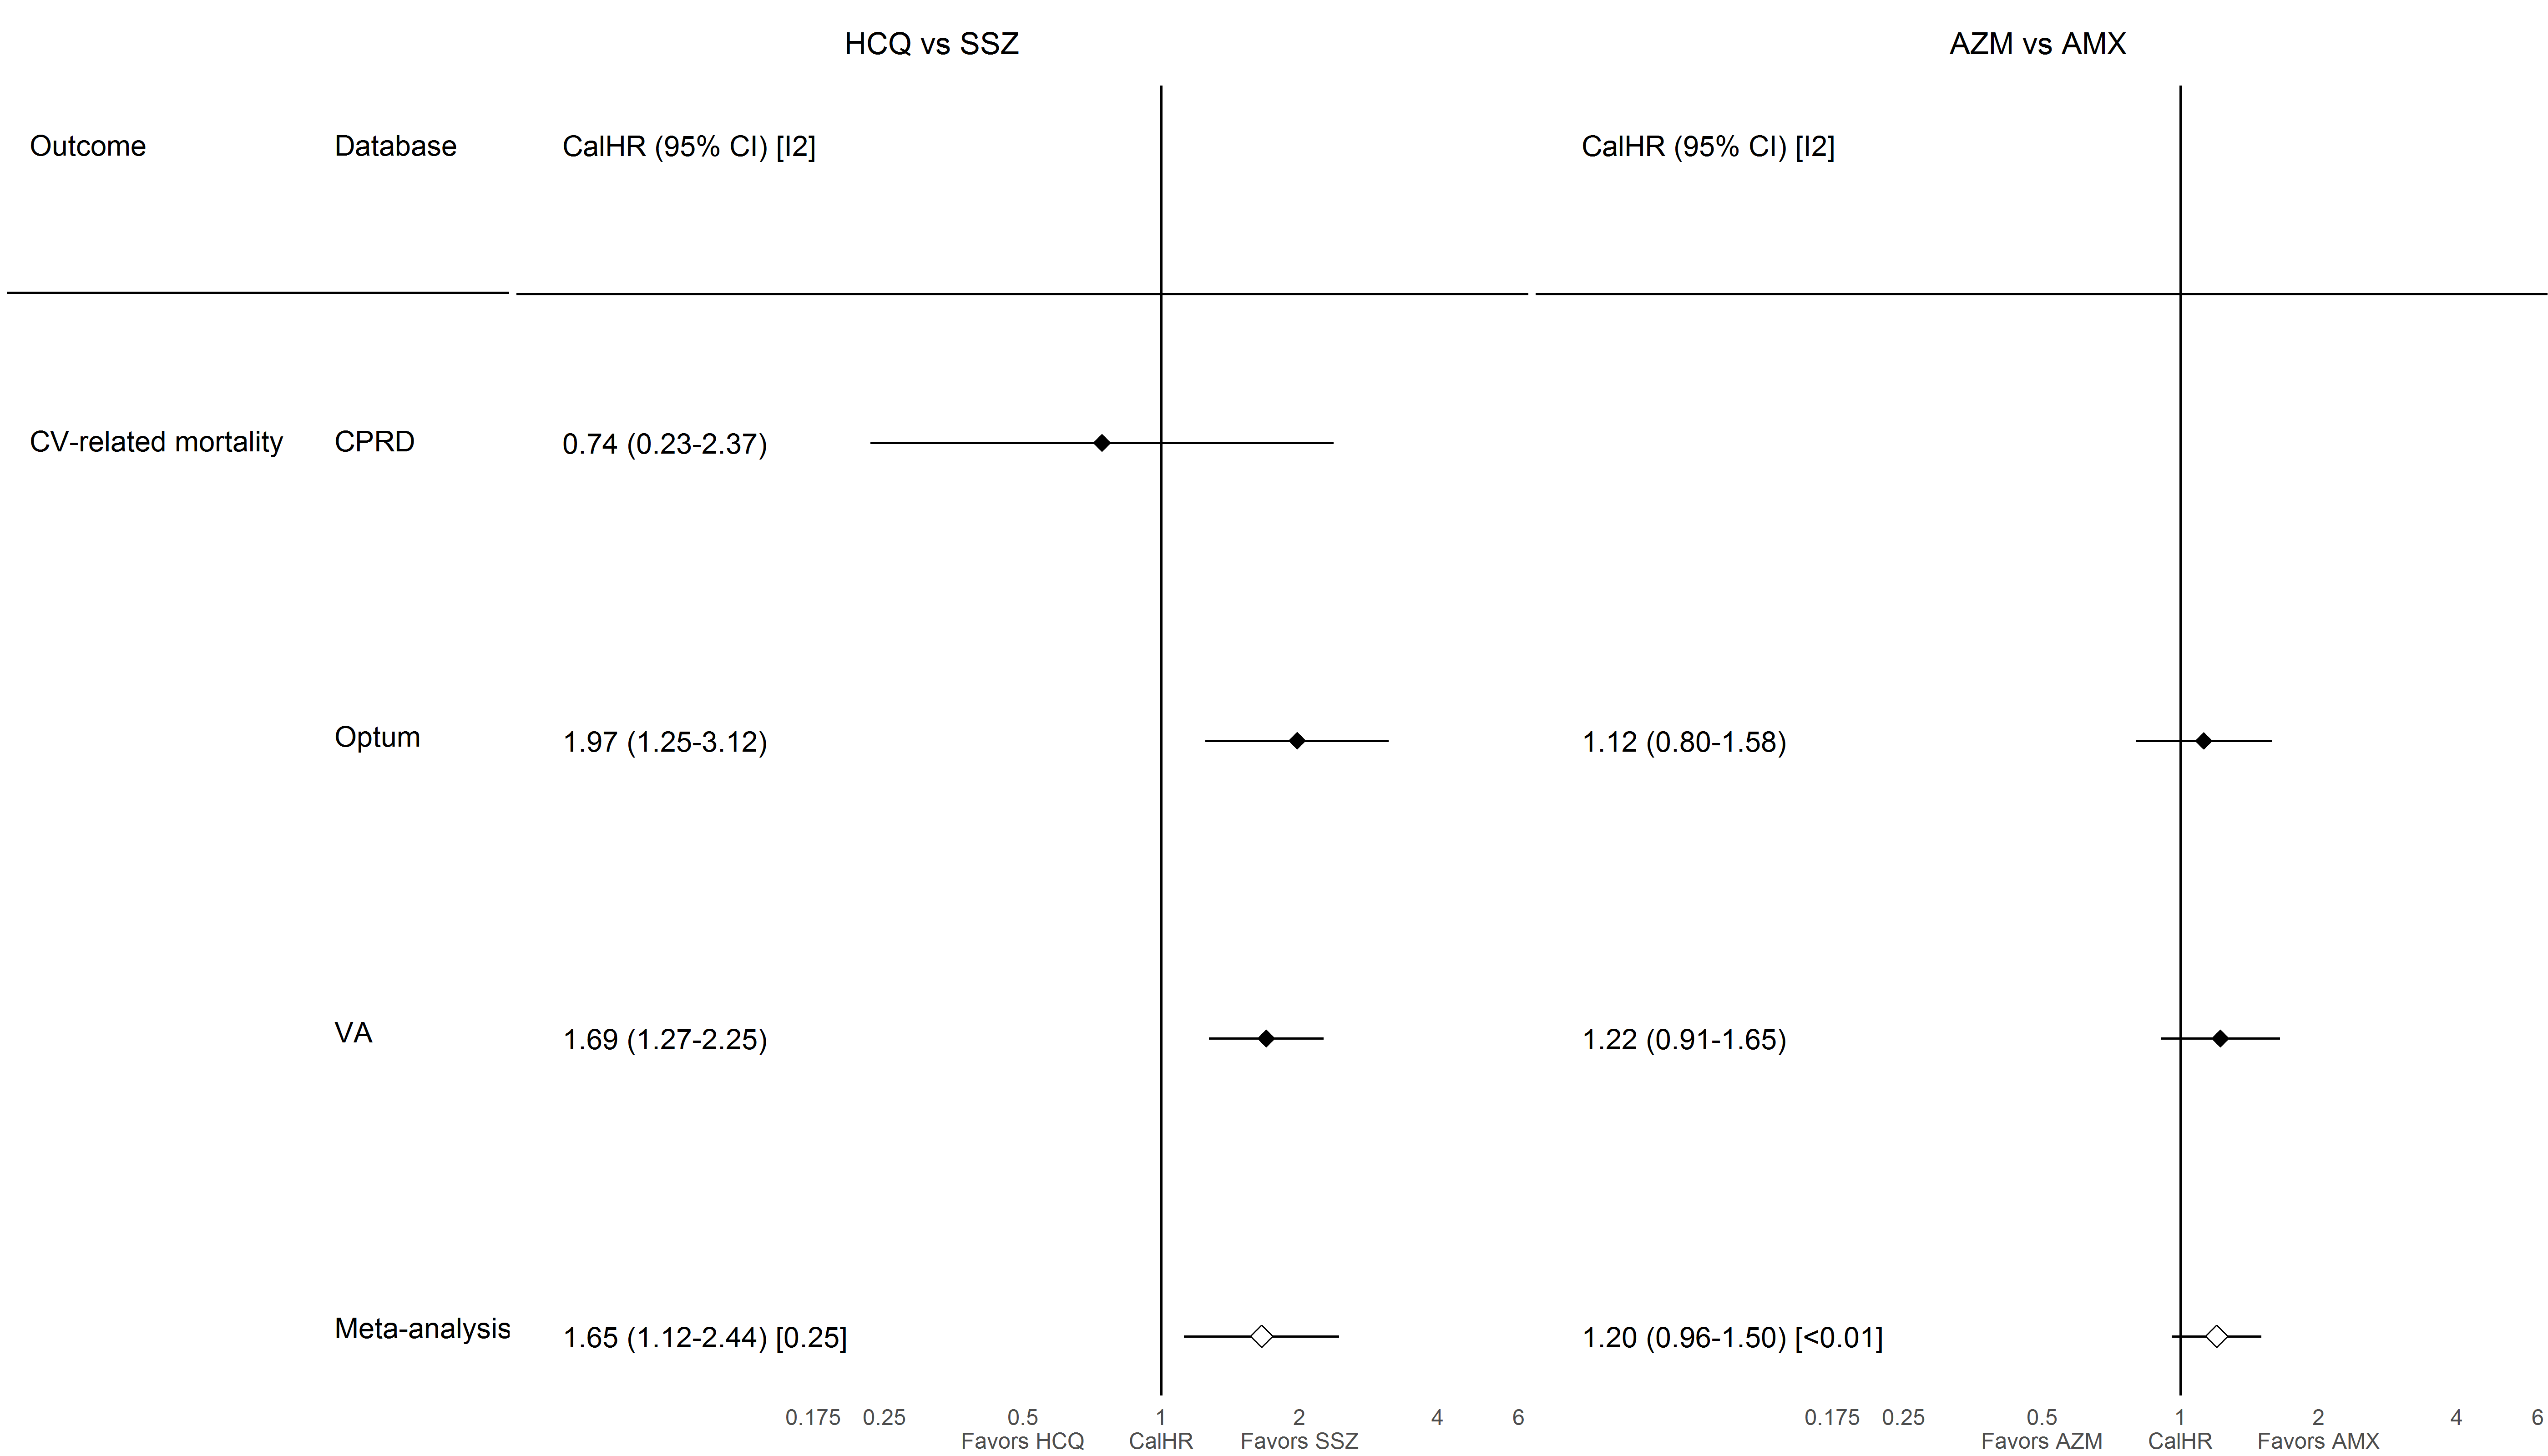 HCQ vs SSZ AZM vs AMX
Outcome Database CalHR (95% CI) [I2] CalHR (95% CI) [I2]
CV-related mortality CPRD 0.74 (0.23-2.37)
Optum 1.97 (1.25-3.12) 1.12 (0.80-1.58)
VA 1.69 (1.27-2.25) 1.22 (0.91-1.65)
Meta-analysis 1.65 (1.12-2.44) [0.25] 1.20 (0.96-1.50) [<0.01]
0.175 0.25 0.5 1 2 4 6 0.175 0.25 0.5 1 2 4 6
Favors HCQ CalHR Favors SSZ Favors AZM CalHR Favors AMX